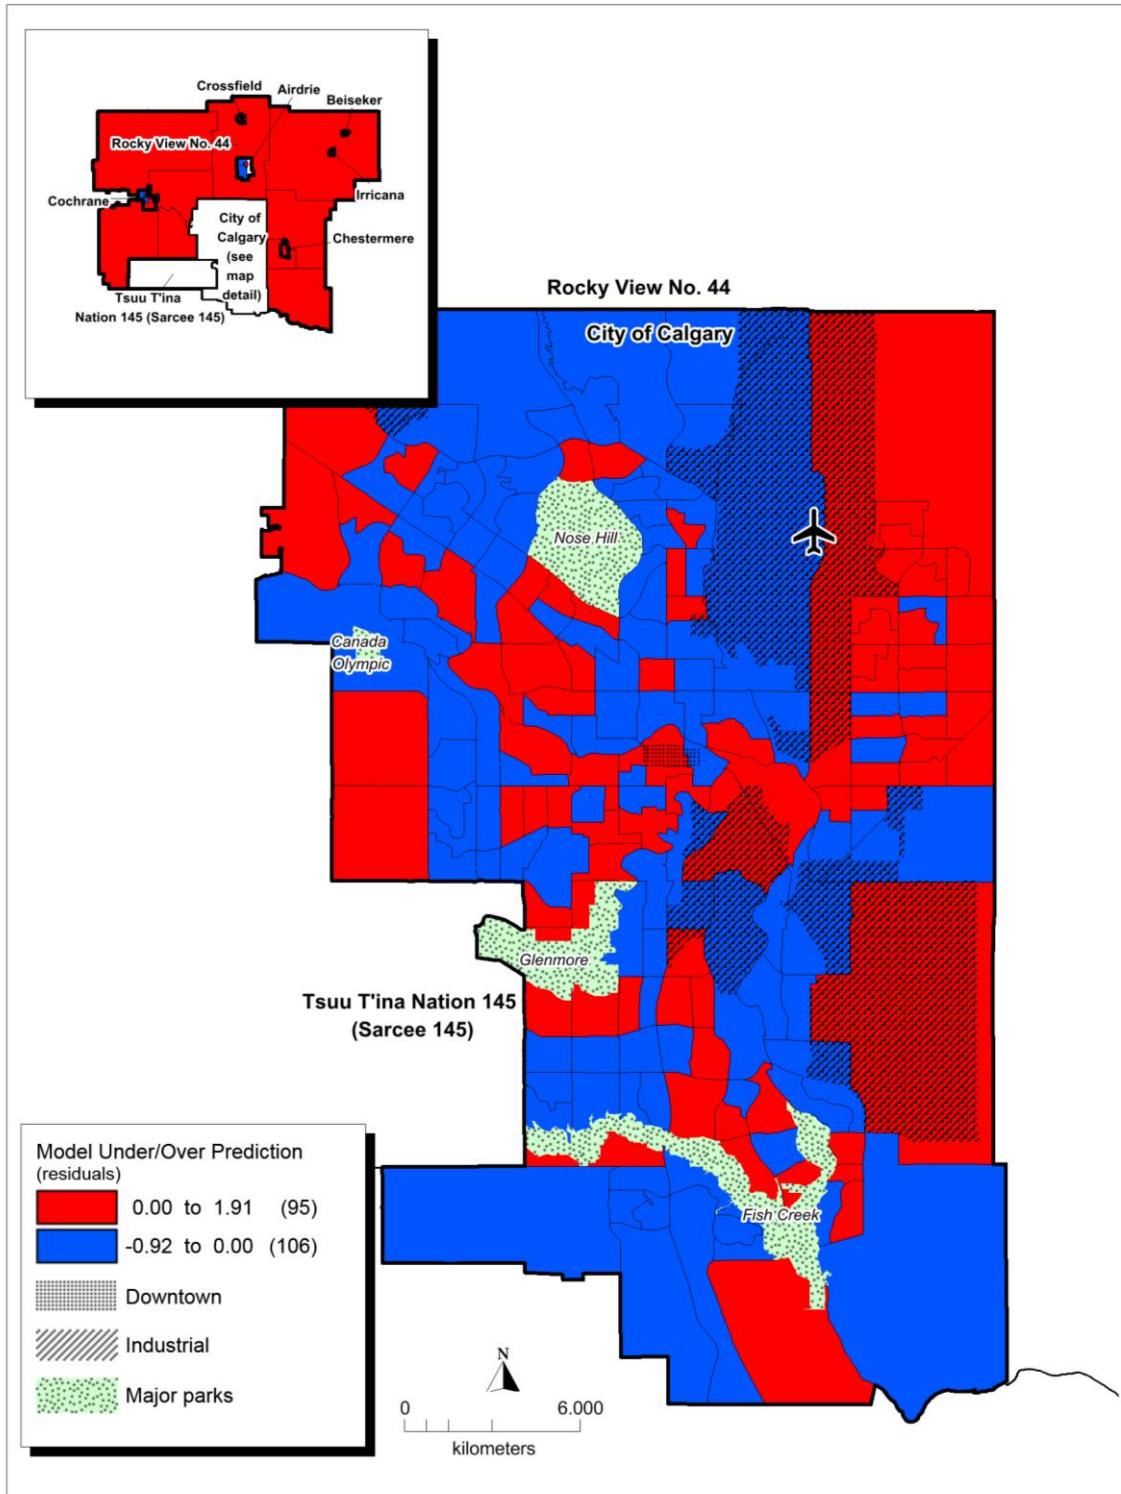 Crossfield
Airdrie
Beiseker
Rocky View No. 44
Cochrane
Irricana
City of
Calgary
(see
map
detail)
Chestermere
Tsuu T'ina
Nation 145 (Sarcee 145)
Rocky View No. 44
City of Calgary
Nose Hill
Canada
Olympic
Glenmore
Tsuu T'ina Nation 145
(Sarcee 145)
Fish Creek
Model Under/Over Prediction
(residuals)
0.00 to 1.91 (95)
-0.92 to 0.00 (106)
Downtown
Industrial
Major parks
N
0 6.000
kilometers